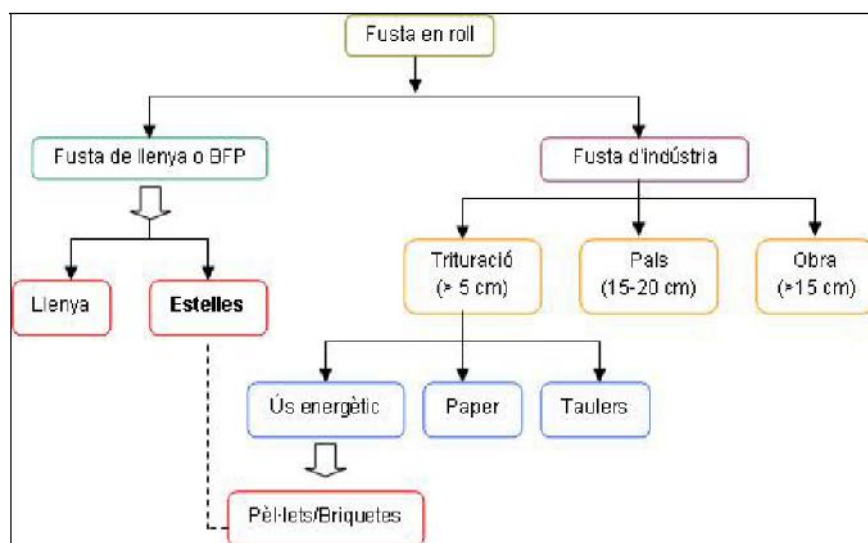 Fusta en roll
Fusta de llenya o BFP
Fusta d'indústria
Trituració
(> 5 cm)
Pals
(15-20 cm)
Obra
(>15 cm)
Llenya
Estelles
Ús energètic
Paper
Taulers
Pèl·lets/Briquetes